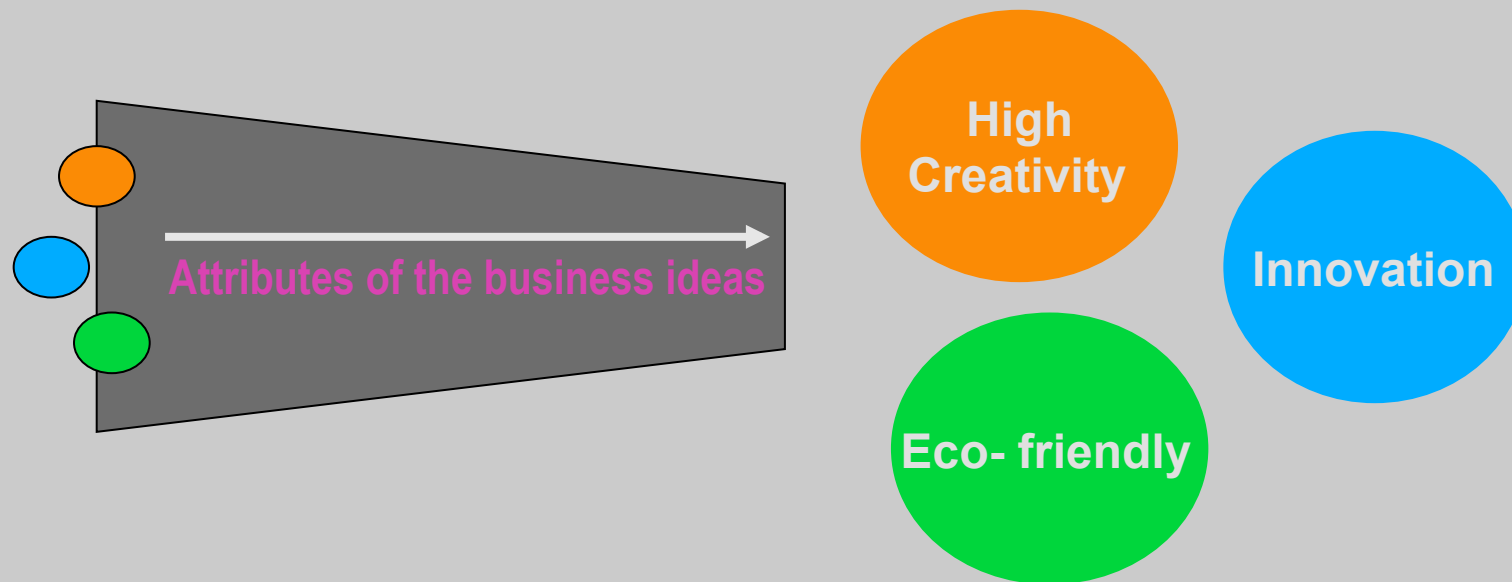 Attributes of the business ideas
High
Creativity
Innovation
Eco- friendly